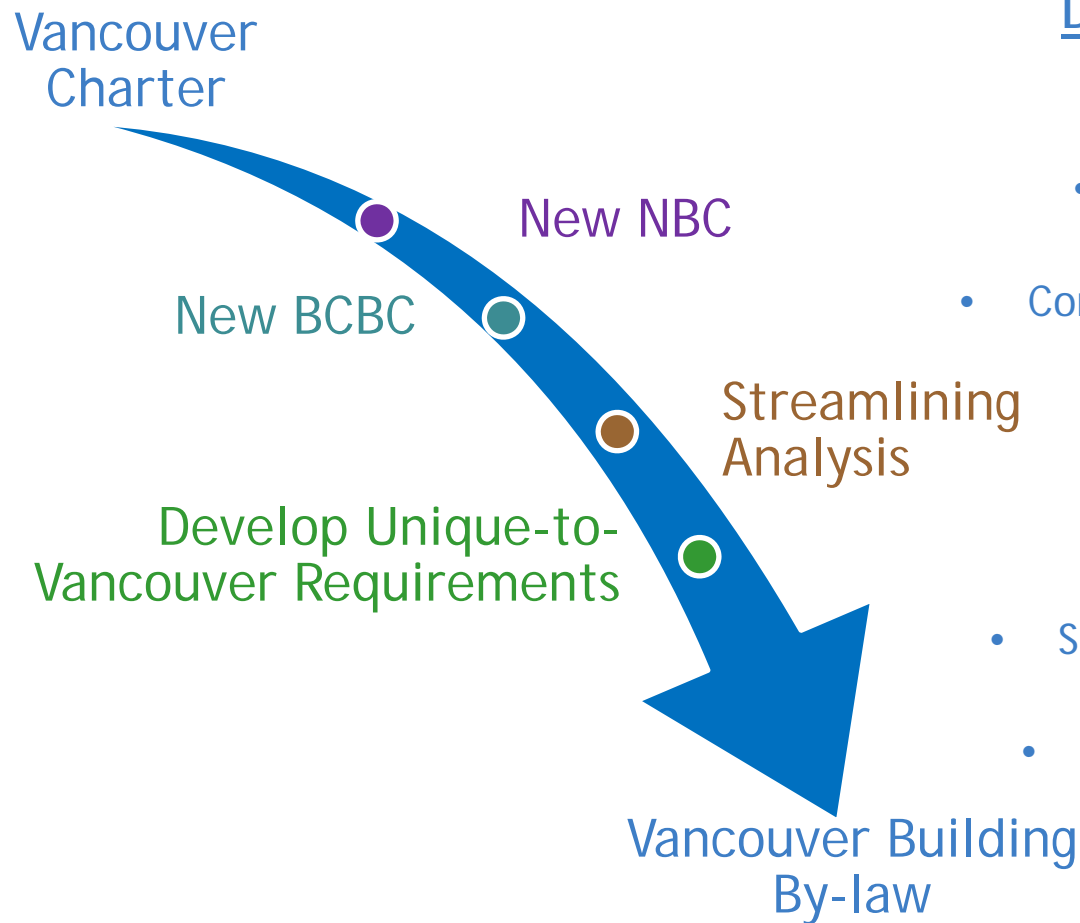 Vancouver
Charter
New NBC
New BCBC
Streamlining
Analysis
Develop Unique-to-
Vancouver Requirements
Vancouver Building
By-law